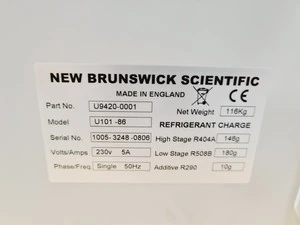 NEW BRUNSWICK SCIENTIFIC
MADE IN ENGLAND
CE
Part No. U9420-0001
Net Weight 116Kg
Model U101 -86
REFRIGERANT CHARGE
Serial No. 1005- 3248 -0806
High Stage R404A 146g
Volts/Amps 230v 5A
Low Stage R508B 180g
Phase/Freq Single 50Hz
Additive R290 10g